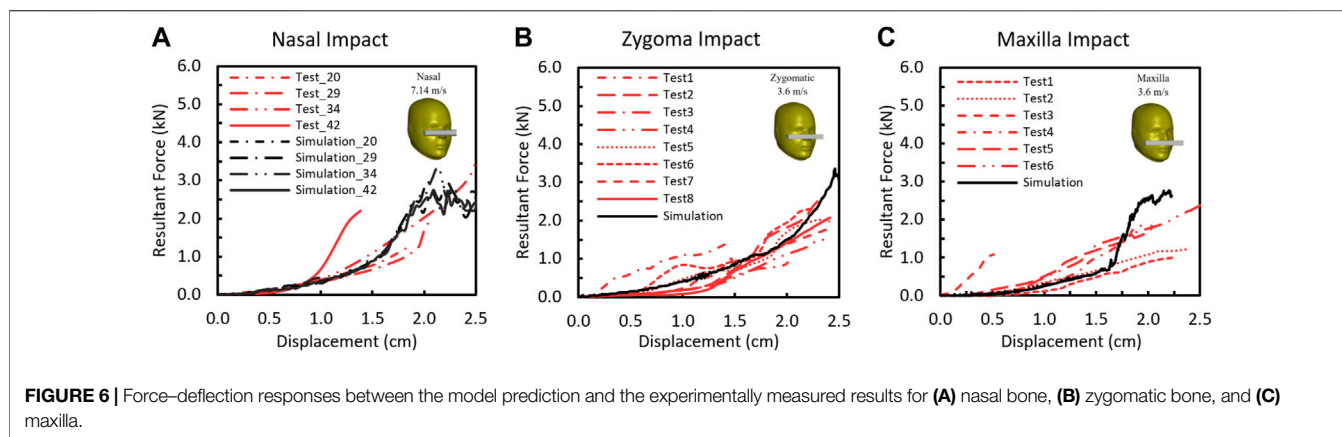 A
Nasal Impact
6.0
5.0
4.0
3.0
2.0
1.0
0.0
Resultant Force (kN)
Test_20
Test_29
Test_34
Test_42
Simulation_20
Simulation_29
Simulation_34
Simulation_42
Nasal
7.14 m/s
0.0 0.5 1.0 1.5 2.0 2.5
Displacement (cm)
B
Zygoma Impact
6.0
5.0
4.0
3.0
2.0
1.0
0.0
Resultant Force (kN)
Test1
Test2
Test3
Test4
Test5
Test6
Test7
Test8
Simulation
Zygomatic
3.6 m/s
0.0 0.5 1.0 1.5 2.0 2.5
Displacement (cm)
C
Maxilla Impact
6.0
5.0
4.0
3.0
2.0
1.0
0.0
Resultant Force (kN)
Test1
Test2
Test3
Test4
Test5
Test6
Simulation
Maxilla
3.6 m/s
0.0 0.5 1.0 1.5 2.0 2.5
Displacement (cm)
FIGURE 6 | Force–deflection responses between the model prediction and the experimentally measured results for (A) nasal bone, (B) zygomatic bone, and (C)
maxilla.